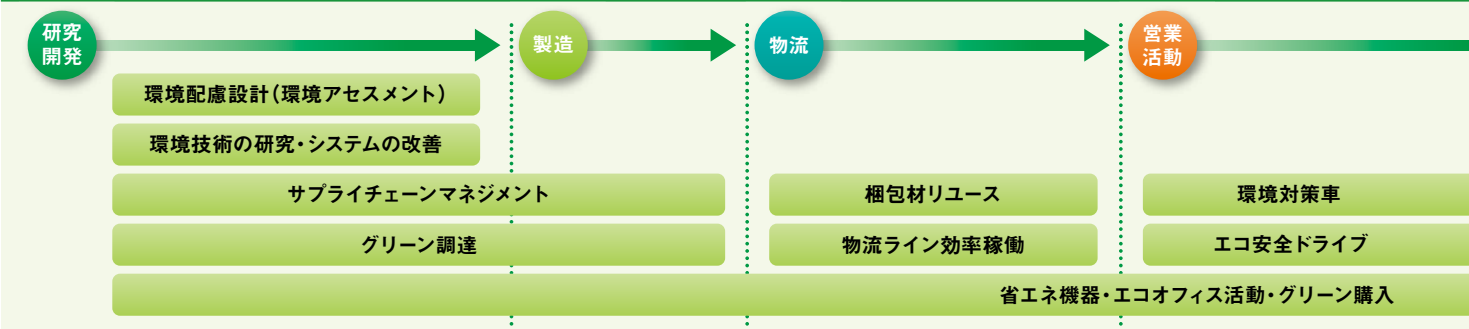 研究
開発
製造
物流
営業
活動
環境配慮設計（環境アセスメント）
環境技術の研究・システムの改善
サプライチェーンマネジメント
梱包材リユース
環境対策車
グリーン調達
物流ライン効率稼働
エコ安全ドライブ
省エネ機器・エコオフィス活動・グリーン購入